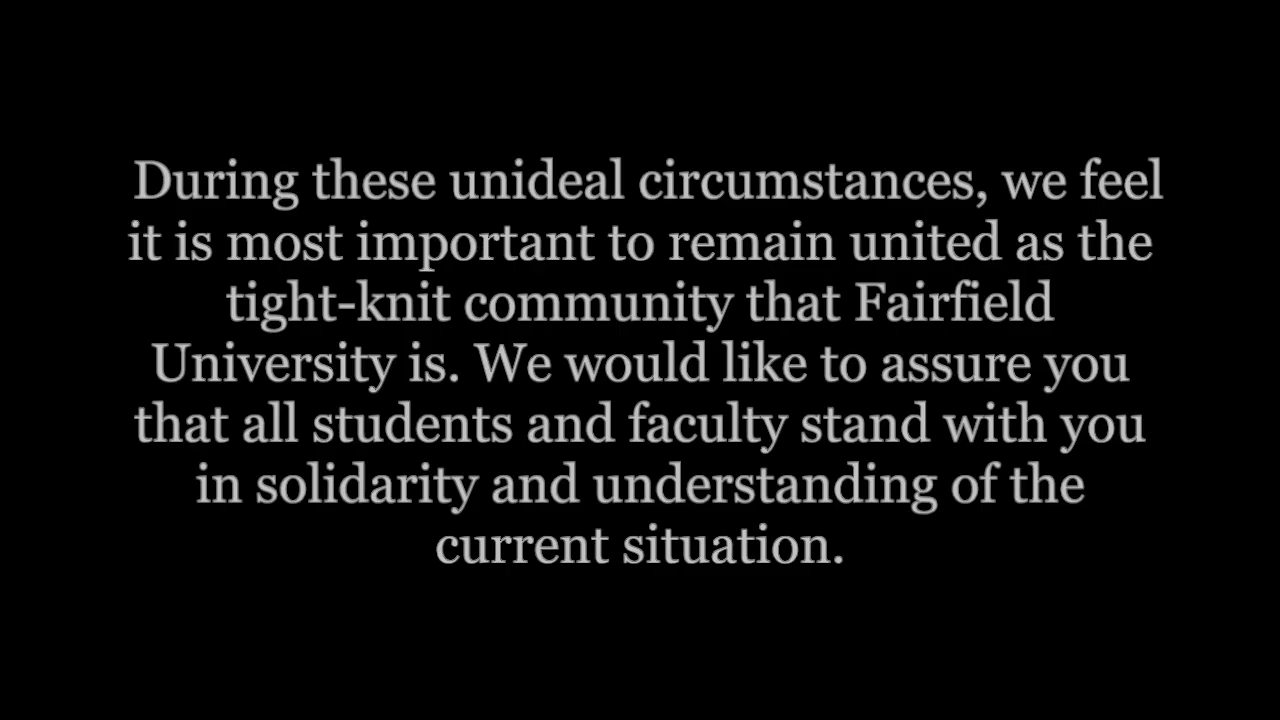 During these unideal circumstances, we feel
it is most important to remain united as the
tight-knit community that Fairfield
University is. We would like to assure you
that all students and faculty stand with you
in solidarity and understanding of the
current situation.